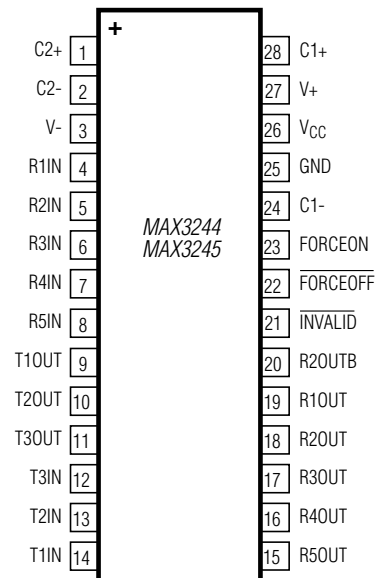 +
C2+ 1
C2- 2
V- 3
R1IN 4
R2IN 5
R3IN 6
R4IN 7
R5IN 8
T1OUT 9
T2OUT 10
T3OUT 11
T3IN 12
T2IN 13
T1IN 14
MAX3244
MAX3245
28 C1+
27 V+
26 VCC
25 GND
24 C1-
23 FORCEON
22 FORCEOFF
21 INVALID
20 R2OUTB
19 R1OUT
18 R2OUT
17 R3OUT
16 R4OUT
15 R5OUT